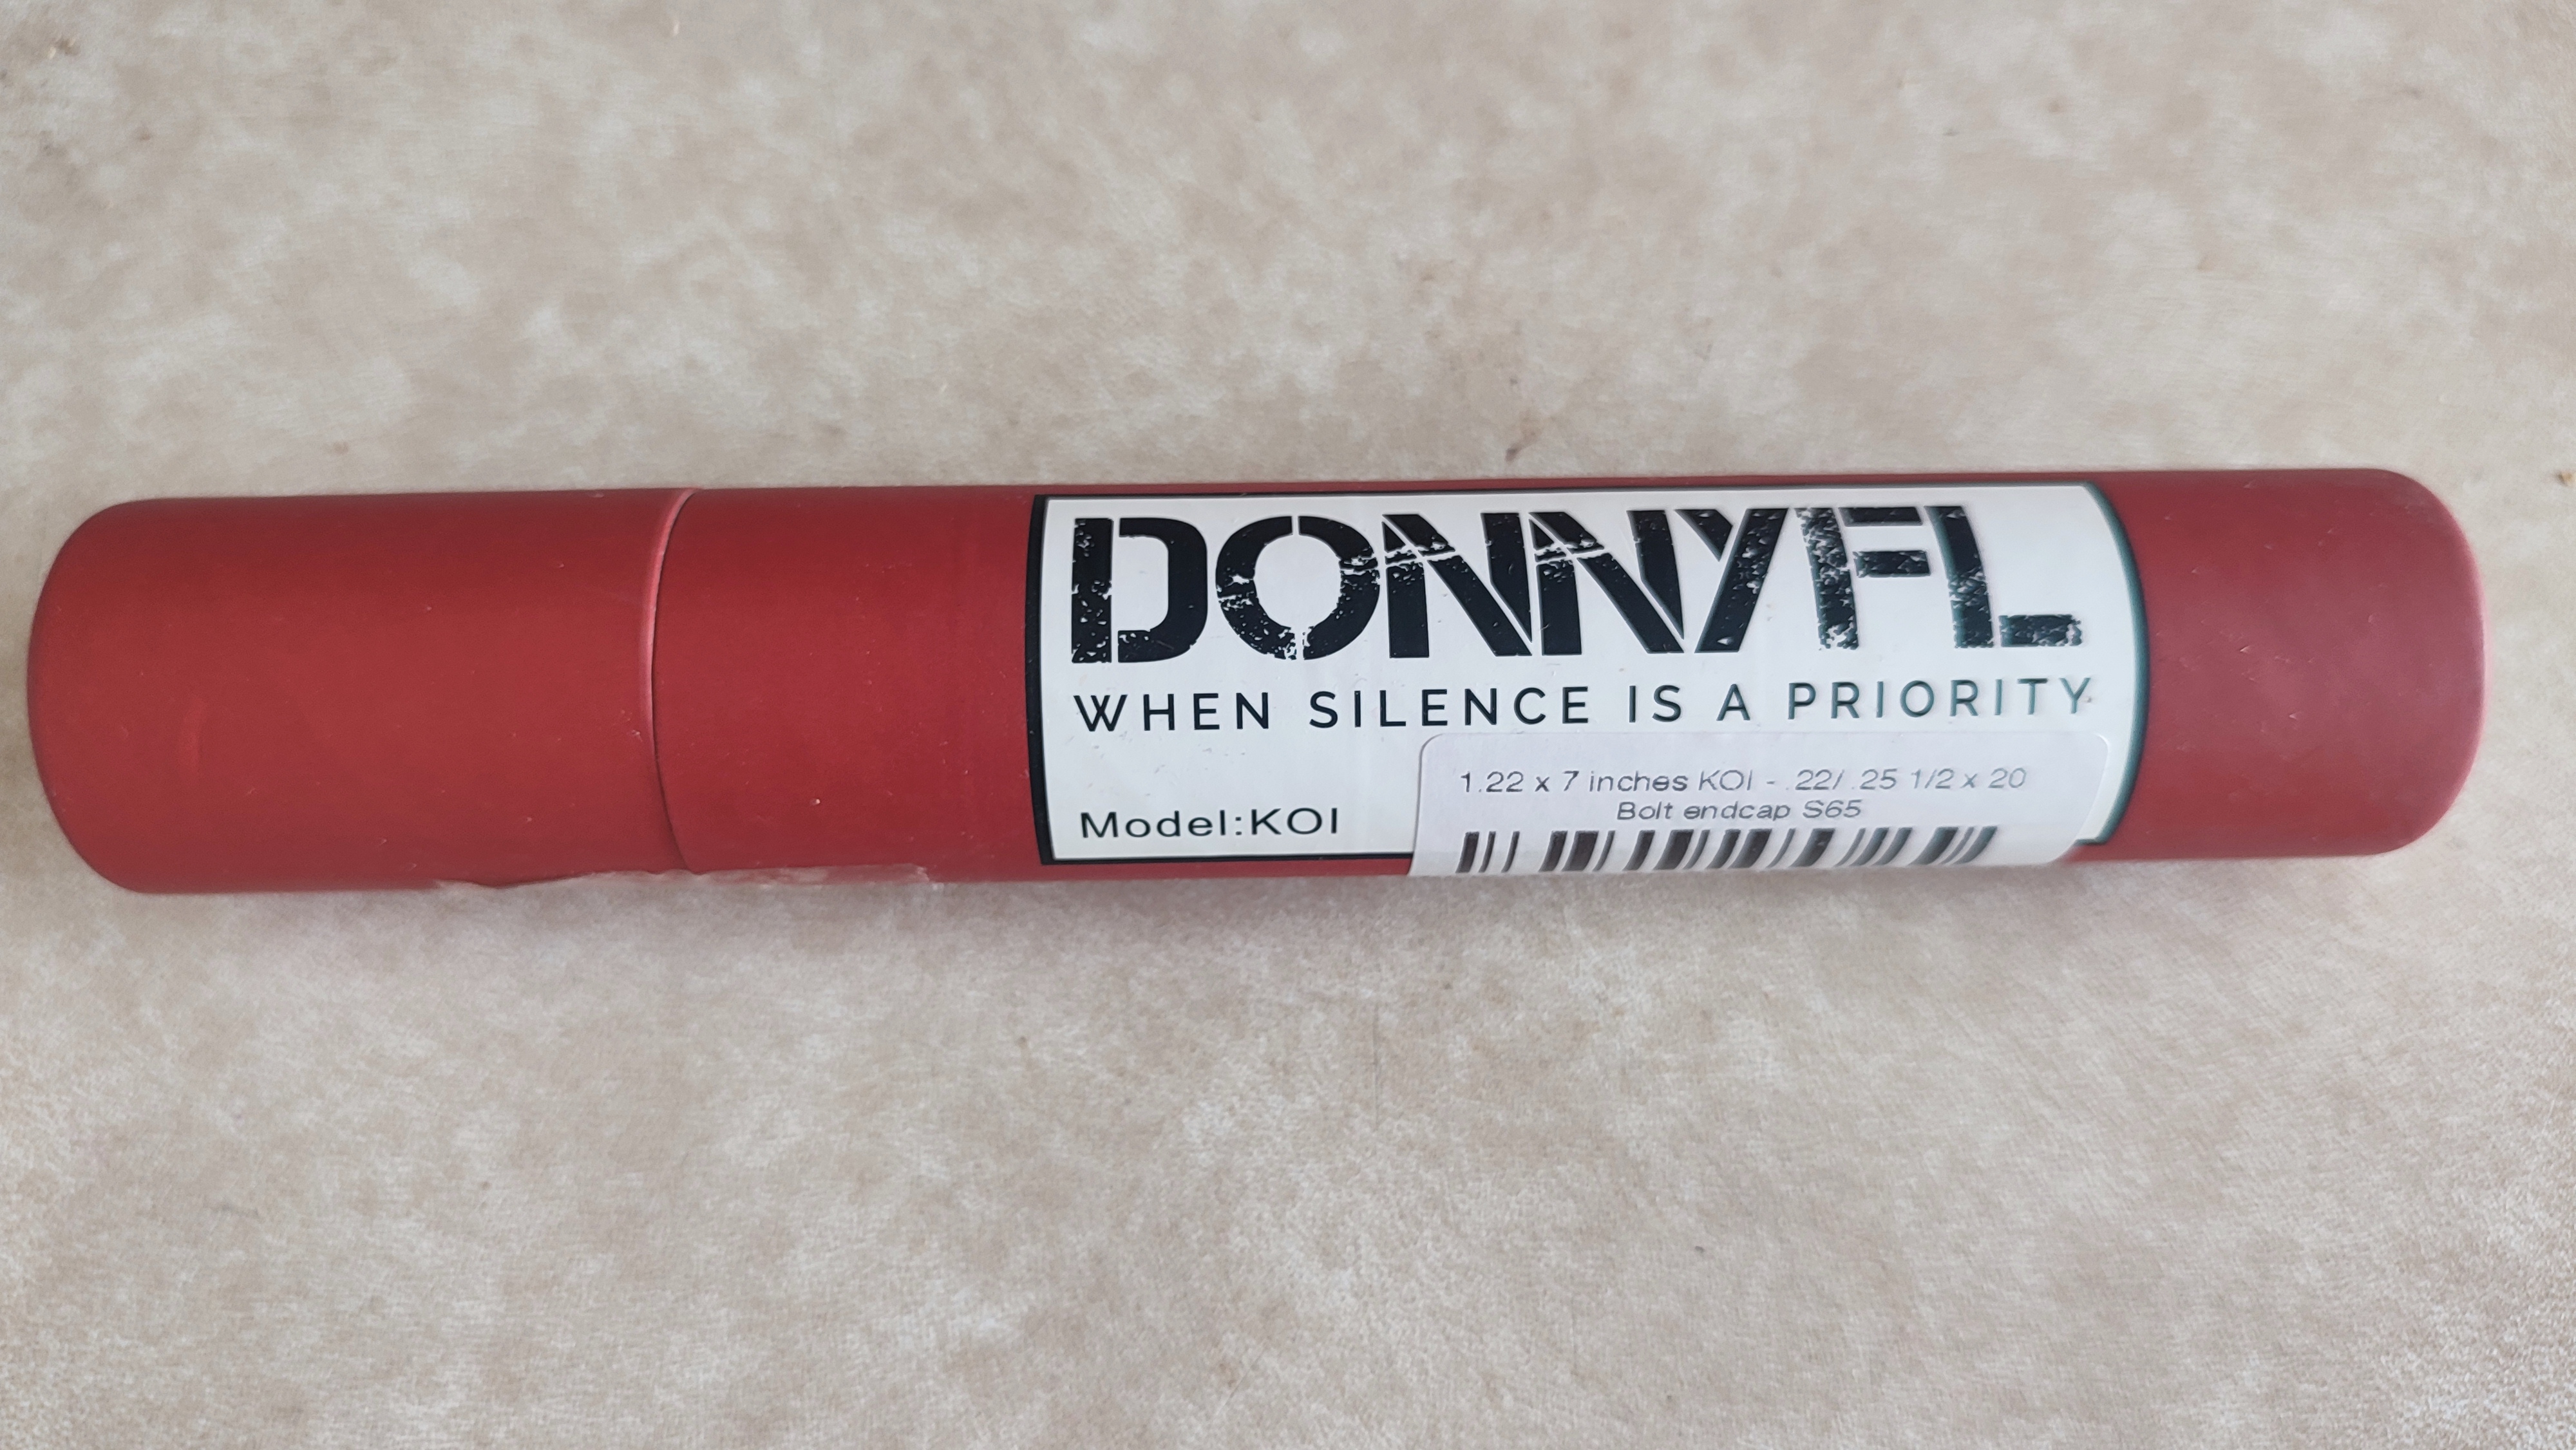 DONNYFL
WHEN SILENCE IS A PRIORITY
1.22 x 7 inches KOI - .22/ .25 1/2 x 20
Bolt endcap S65
Model:KOI